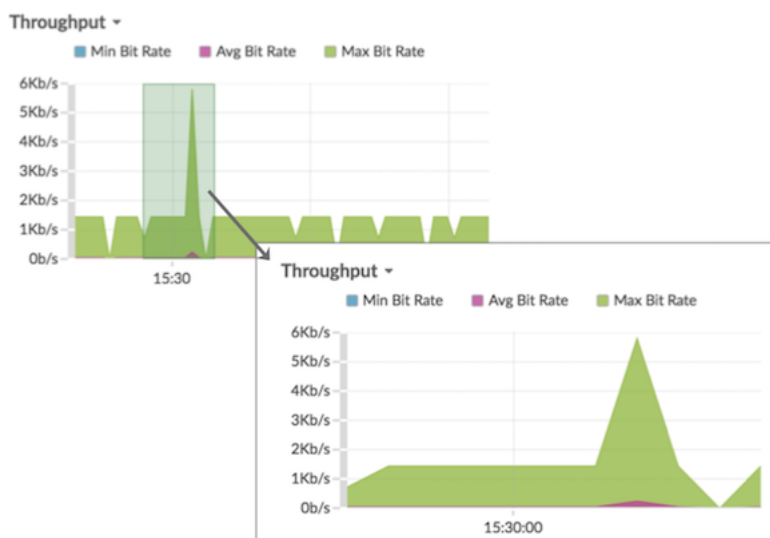 Throughput
Min Bit Rate Avg Bit Rate Max Bit Rate
6Kb/s
5Kb/s
4Kb/s
3Kb/s
2Kb/s
1Kb/s
0b/s
15:30
Throughput
Min Bit Rate Avg Bit Rate Max Bit Rate
6Kb/s
5Kb/s
4Kb/s
3Kb/s
2Kb/s
1Kb/s
0b/s
15:30:00